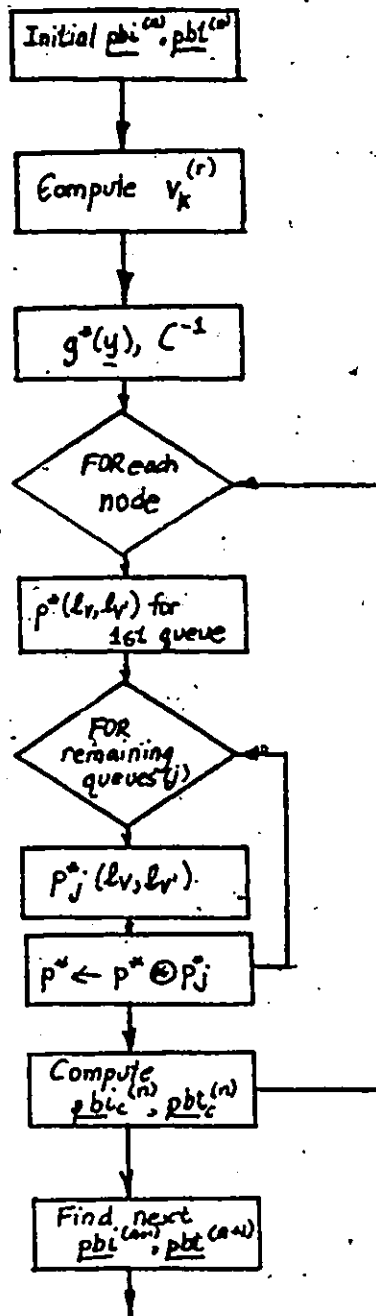 Initial pbi^(n), pbt^(n)
Compute V_k^(r)
g*(y), C^-1
FOR each
node
p*(l_v, l_v') for
1st queue
FOR
remaining
queues (j)
p*_j (l_v, l_v').
p* ← p* ⊛ p*_j
Compute
pbi_c^(n), pbt_c^(n)
Find next
pbi^(n+1), pbt^(n+1)